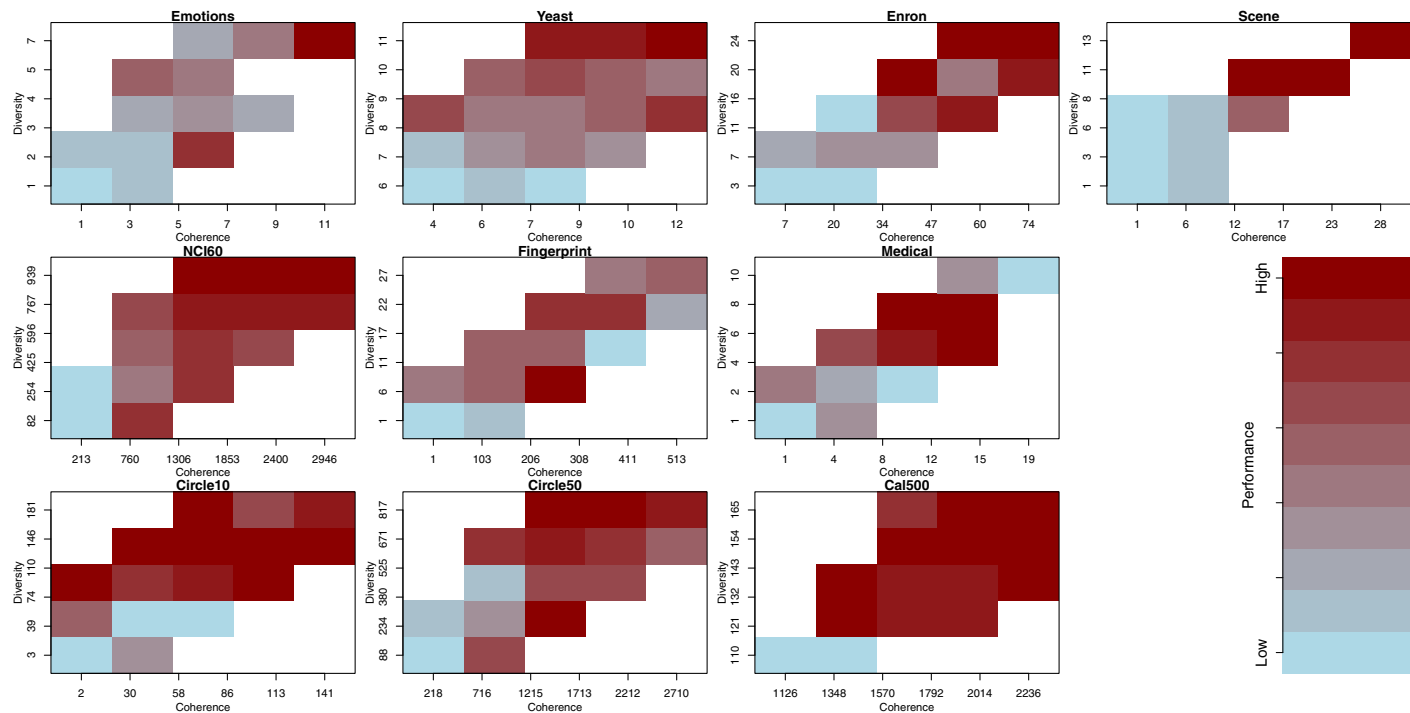 Emotions
Diversity
7
5
4
3
2
1
1 3 5 7 9 11
Coherence
Yeast
Diversity
11
10
9
8
7
6
4 6 7 9 10 12
Coherence
Enron
Diversity
24
20
16
11
7
3
7 20 34 47 60 74
Coherence
Scene
Diversity
13
11
8
6
3
1
1 6 12 17 23 28
Coherence
NCI60
Diversity
939
767
596
425
254
82
213 760 1306 1853 2400 2946
Coherence
Fingerprint
Diversity
27
22
17
11
6
1
1 103 206 308 411 513
Coherence
Medical
Diversity
10
8
6
4
2
1
1 4 8 12 15 19
Coherence
High
Performance
Low
Circle10
Diversity
181
146
110
74
39
3
2 30 58 86 113 141
Coherence
Circle50
Diversity
817
671
525
380
234
88
218 716 1215 1713 2212 2710
Coherence
Cal500
Diversity
165
154
143
132
121
110
1126 1348 1570 1792 2014 2236
Coherence